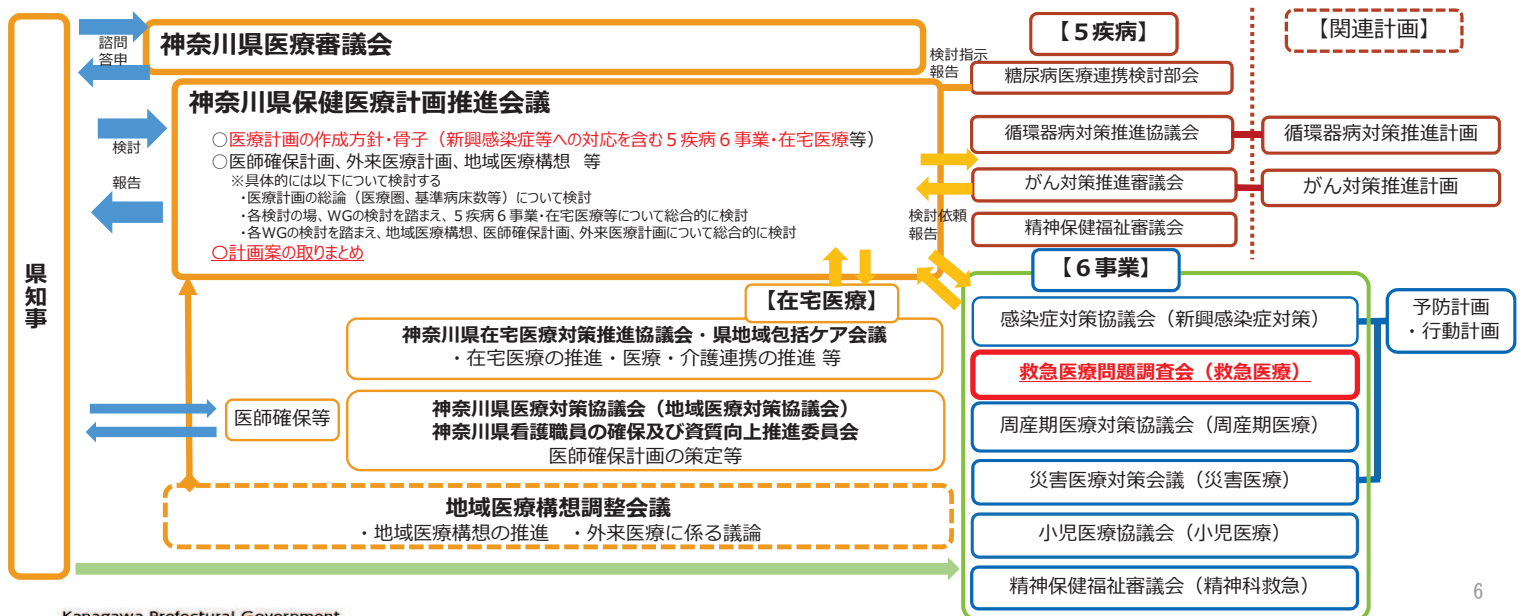 県知事
諮問
答申
神奈川県医療審議会
神奈川県保健医療計画推進会議
○医療計画の作成方針・骨子（新興感染症等への対応を含む５疾病６事業・在宅医療等）
○医師確保計画、外来医療計画、地域医療構想 等
※具体的には以下について検討する
・医療計画の総論（医療圏、基準病床数等）について検討
・各検討の場、WGの検討を踏まえ、５疾病６事業・在宅医療等について総合的に検討
・各WGの検討を踏まえ、地域医療構想、医師確保計画、外来医療計画について総合的に検討
○計画案の取りまとめ
検討
報告
検討指示
報告
検討依頼
報告
【５疾病】
糖尿病医療連携検討部会
循環器病対策推進協議会
がん対策推進審議会
精神保健福祉審議会
【関連計画】
循環器病対策推進計画
がん対策推進計画
【在宅医療】
神奈川県在宅医療対策推進協議会・県地域包括ケア会議
・在宅医療の推進・医療・介護連携の推進 等
医師確保等
神奈川県医療対策協議会（地域医療対策協議会）
神奈川県看護職員の確保及び資質向上推進委員会
医師確保計画の策定等
地域医療構想調整会議
・地域医療構想の推進 ・外来医療に係る議論
【６事業】
感染症対策協議会（新興感染症対策）
救急医療問題調査会（救急医療）
周産期医療対策協議会（周産期医療）
災害医療対策会議（災害医療）
小児医療協議会（小児医療）
精神保健福祉審議会（精神科救急）
予防計画
・行動計画
6
Kanagawa Prefectural Government